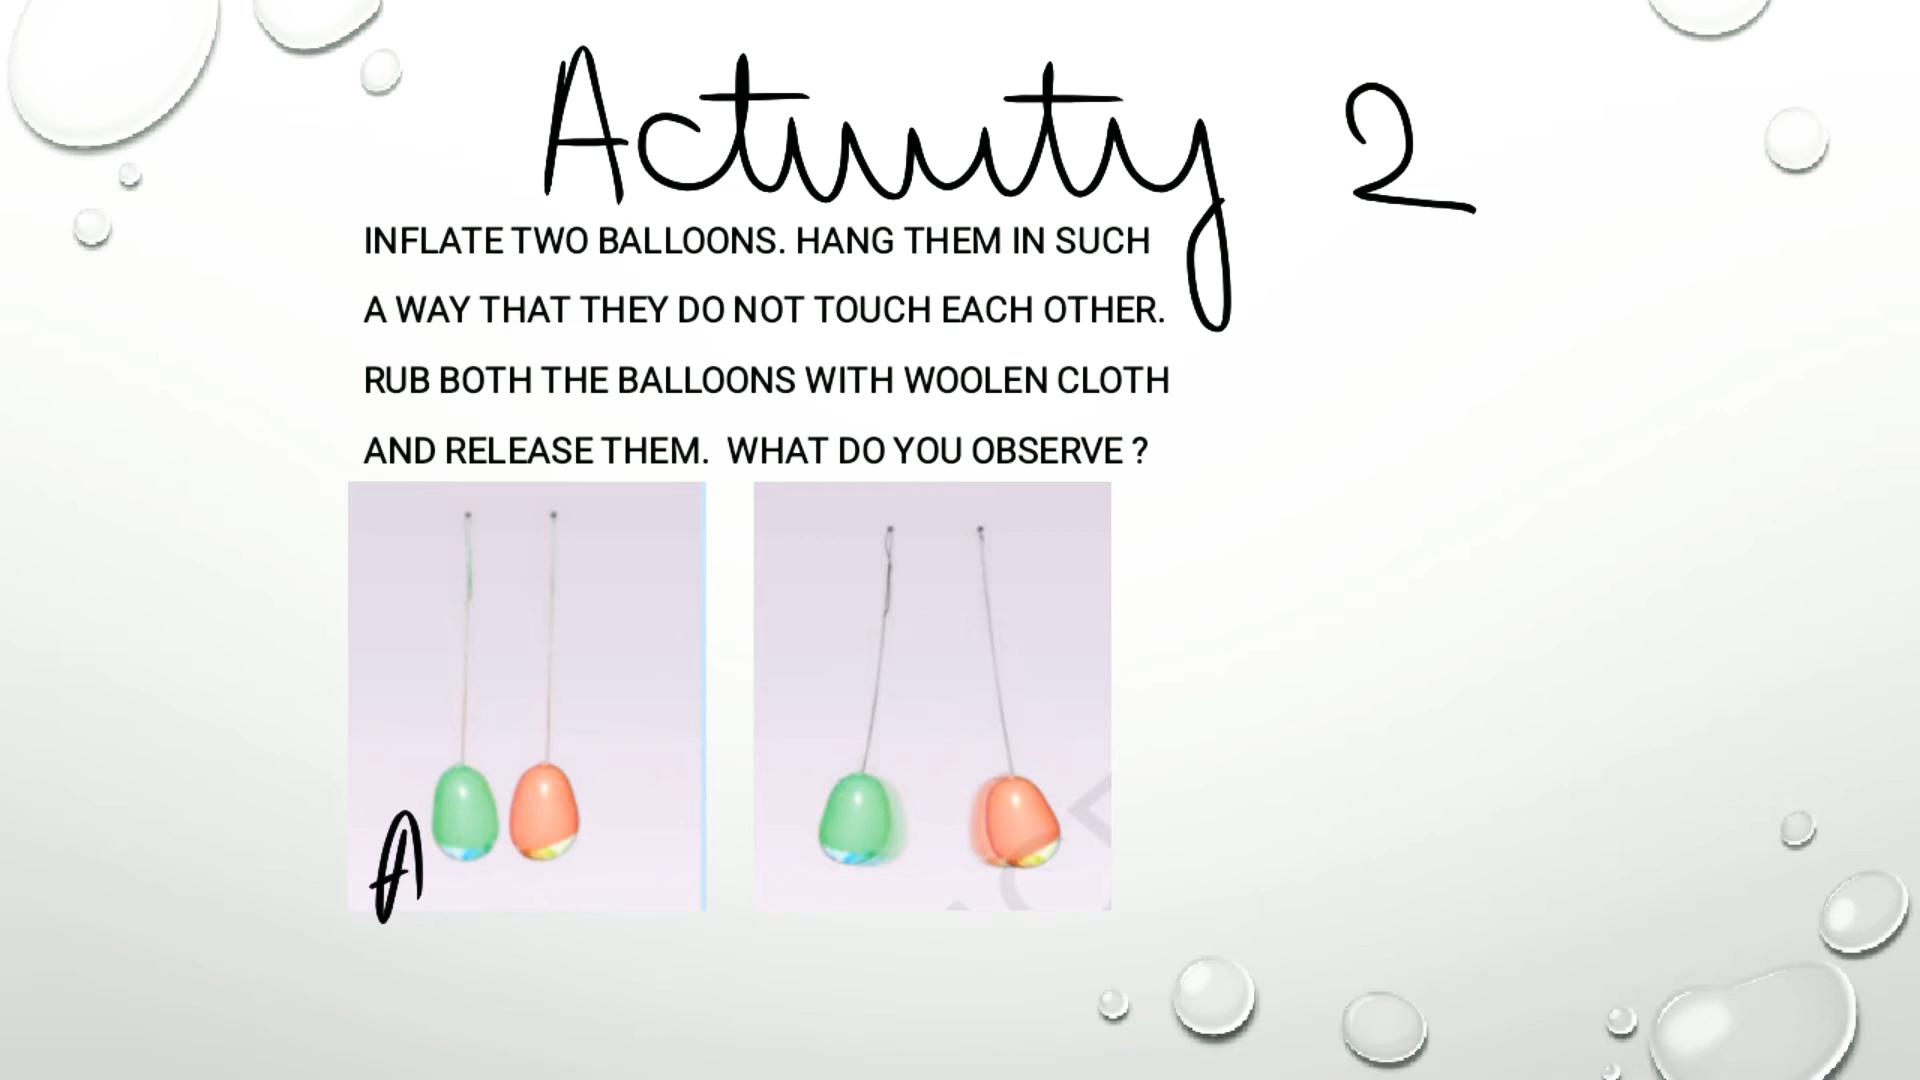 Activity 2
INFLATE TWO BALLOONS. HANG THEM IN SUCH
A WAY THAT THEY DO NOT TOUCH EACH OTHER.
RUB BOTH THE BALLOONS WITH WOOLEN CLOTH
AND RELEASE THEM. WHAT DO YOU OBSERVE ?
A